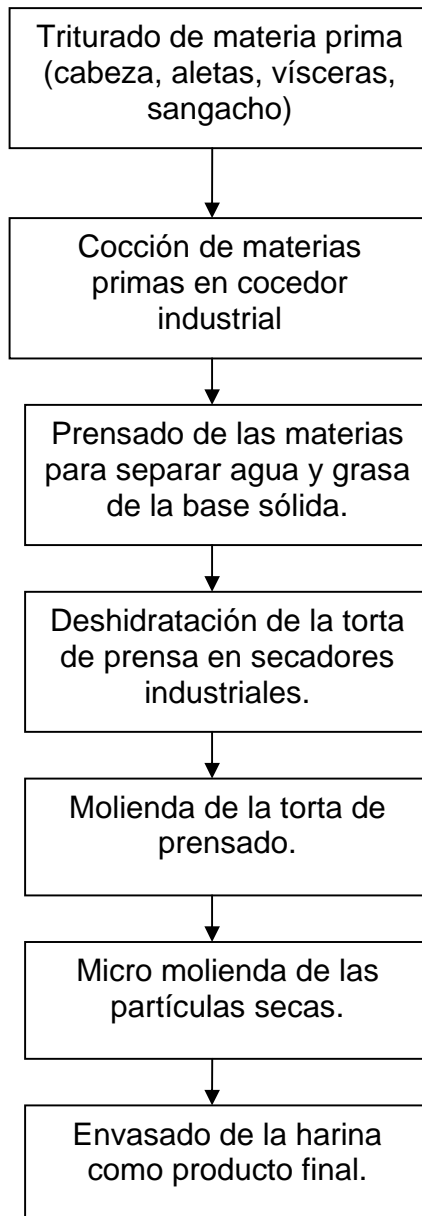 Triturado de materia prima
(cabeza, aletas, vísceras,
sangacho)
Cocción de materias
primas en cocedor
industrial
Prensado de las materias
para separar agua y grasa
de la base sólida.
Deshidratación de la torta
de prensa en secadores
industriales.
Molienda de la torta de
prensado.
Micro molienda de las
partículas secas.
Envasado de la harina
como producto final.